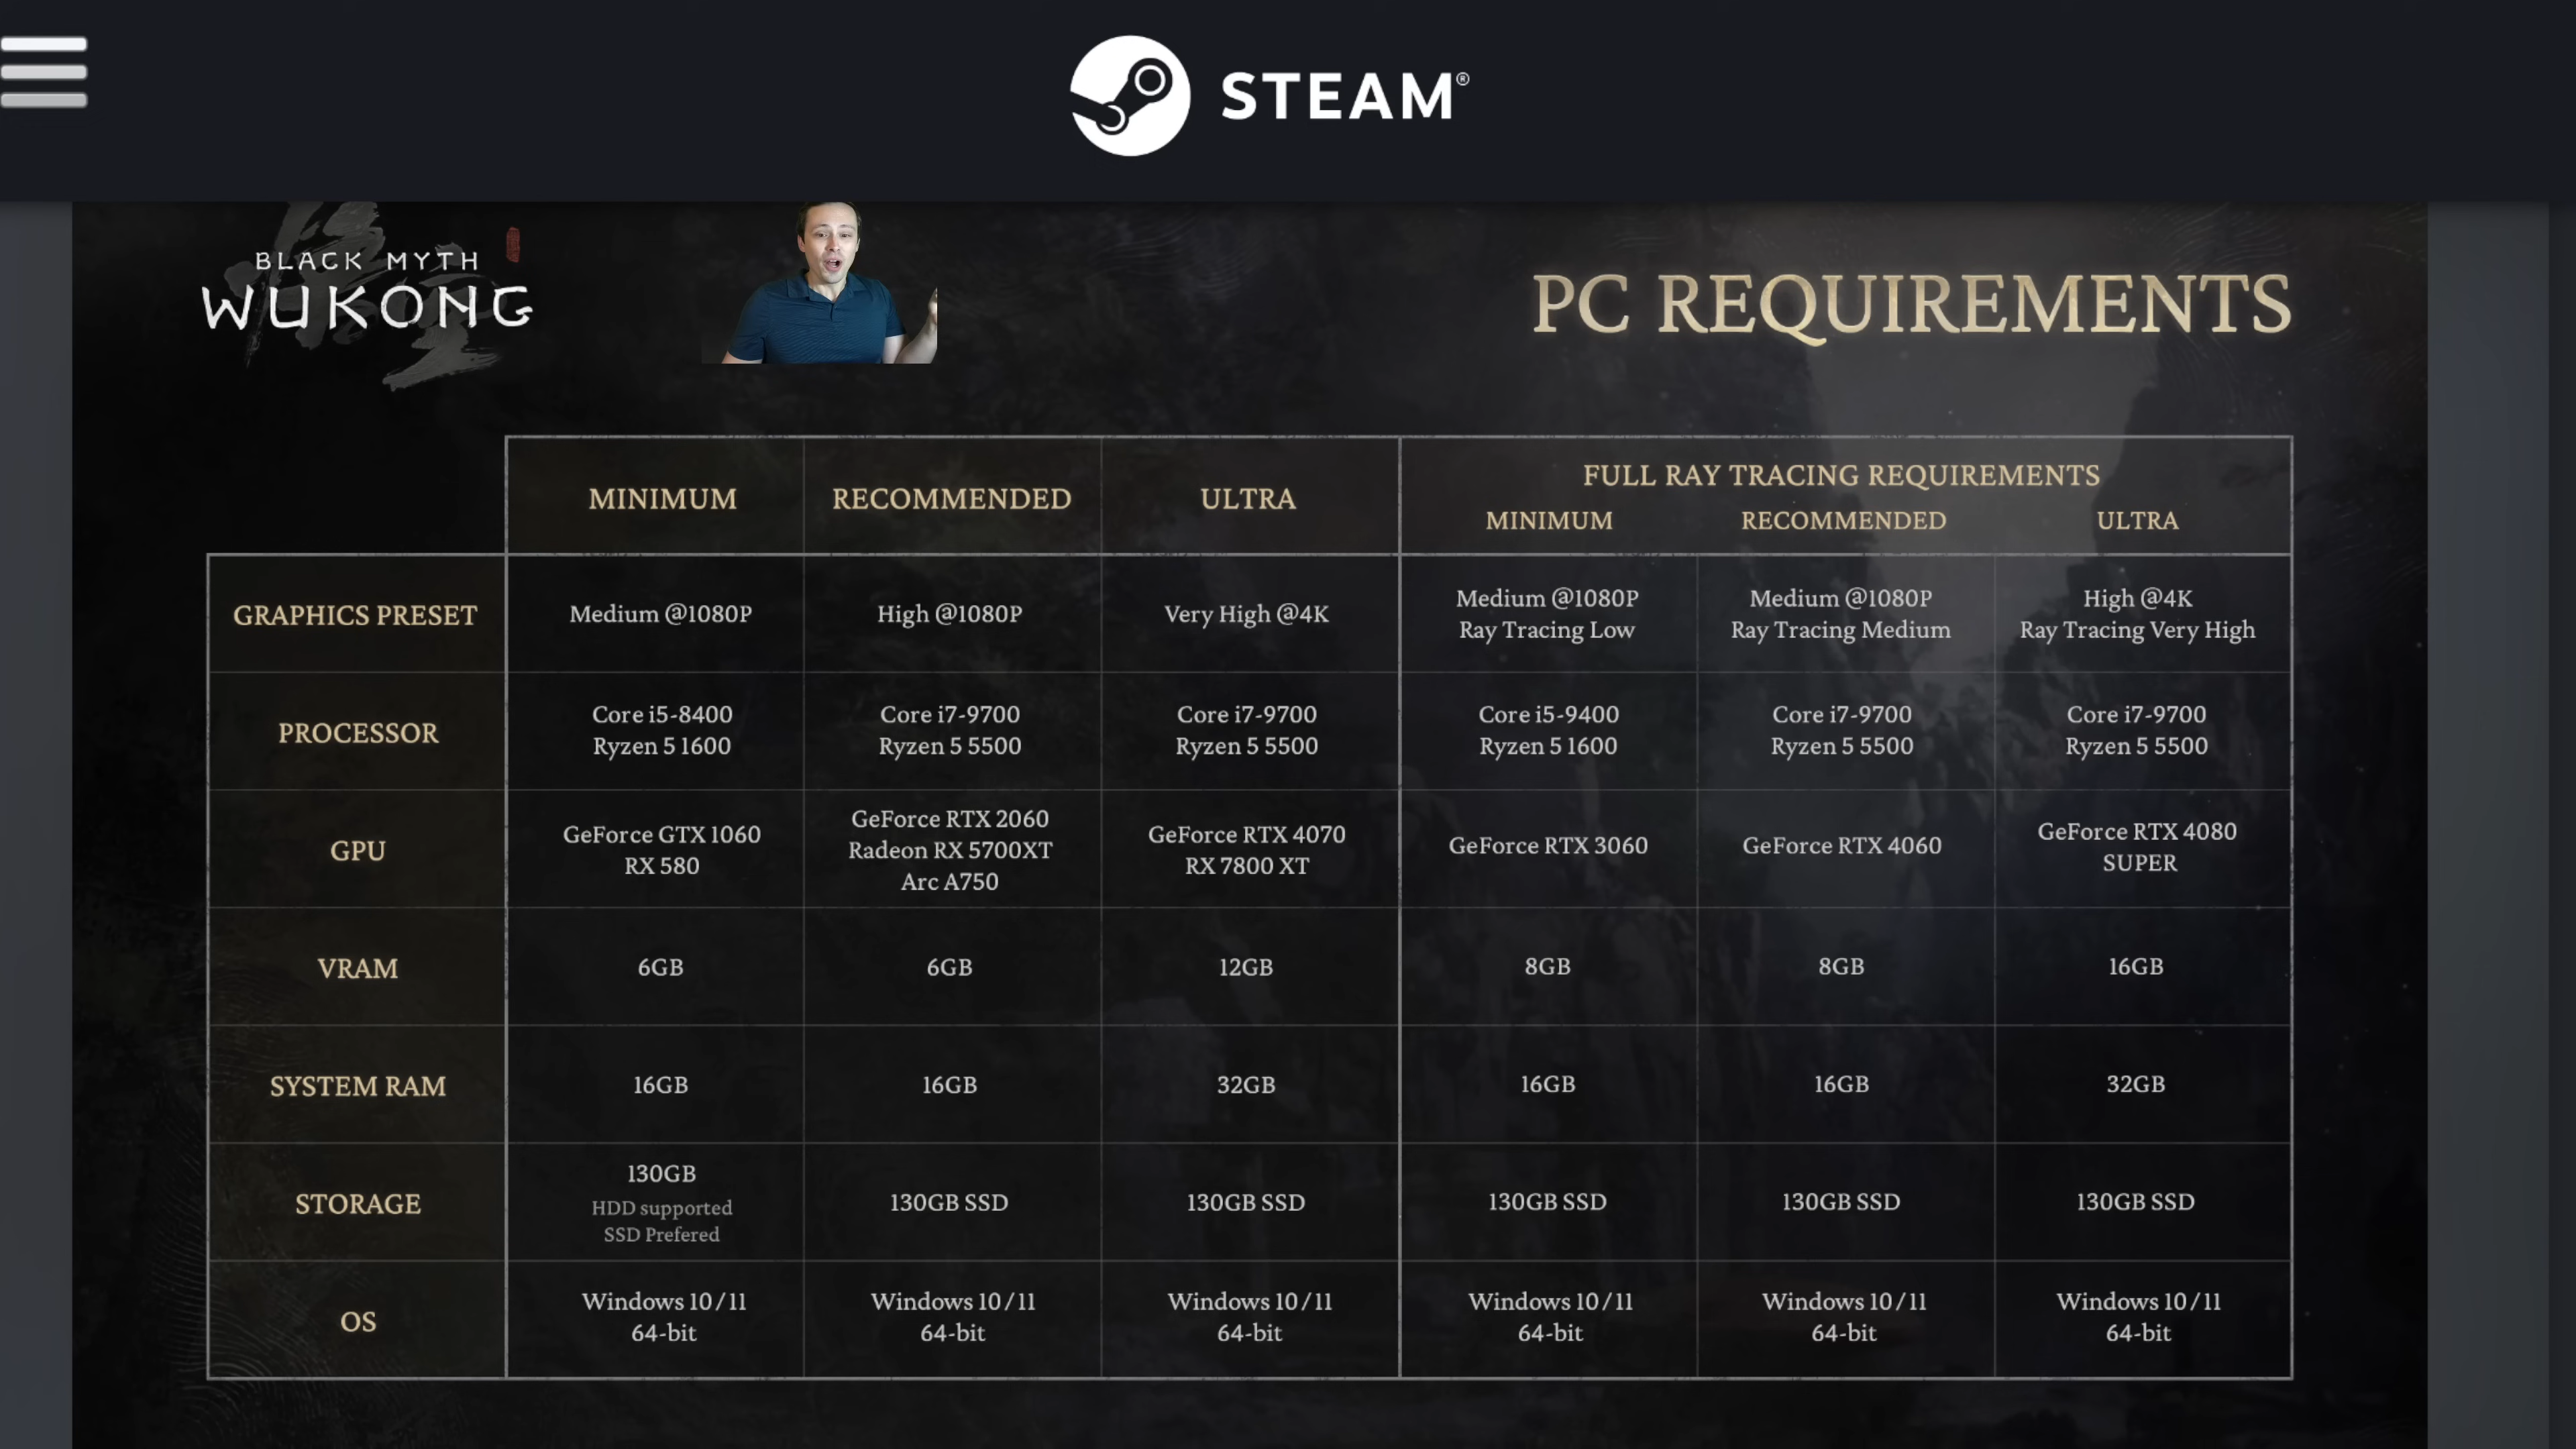 STEAM®
BLACK MYTH
WUKONG
PC REQUIREMENTS
MINIMUM
RECOMMENDED
ULTRA
FULL RAY TRACING REQUIREMENTS
MINIMUM
RECOMMENDED
ULTRA
GRAPHICS PRESET
Medium @1080P
High @1080P
Very High @4K
Medium @1080P
Ray Tracing Low
Medium @1080P
Ray Tracing Medium
High @4K
Ray Tracing Very High
PROCESSOR
Core i5-8400
Ryzen 5 1600
Core i7-9700
Ryzen 5 5500
Core i7-9700
Ryzen 5 5500
Core i5-9400
Ryzen 5 1600
Core i7-9700
Ryzen 5 5500
Core i7-9700
Ryzen 5 5500
GPU
GeForce GTX 1060
RX 580
GeForce RTX 2060
Radeon RX 5700XT
Arc A750
GeForce RTX 4070
RX 7800 XT
GeForce RTX 3060
GeForce RTX 4060
GeForce RTX 4080
SUPER
VRAM
6GB
6GB
12GB
8GB
8GB
16GB
SYSTEM RAM
16GB
16GB
32GB
16GB
16GB
32GB
STORAGE
130GB
HDD supported
SSD Prefered
130GB SSD
130GB SSD
130GB SSD
130GB SSD
130GB SSD
OS
Windows 10/11
64-bit
Windows 10/11
64-bit
Windows 10/11
64-bit
Windows 10/11
64-bit
Windows 10/11
64-bit
Windows 10/11
64-bit